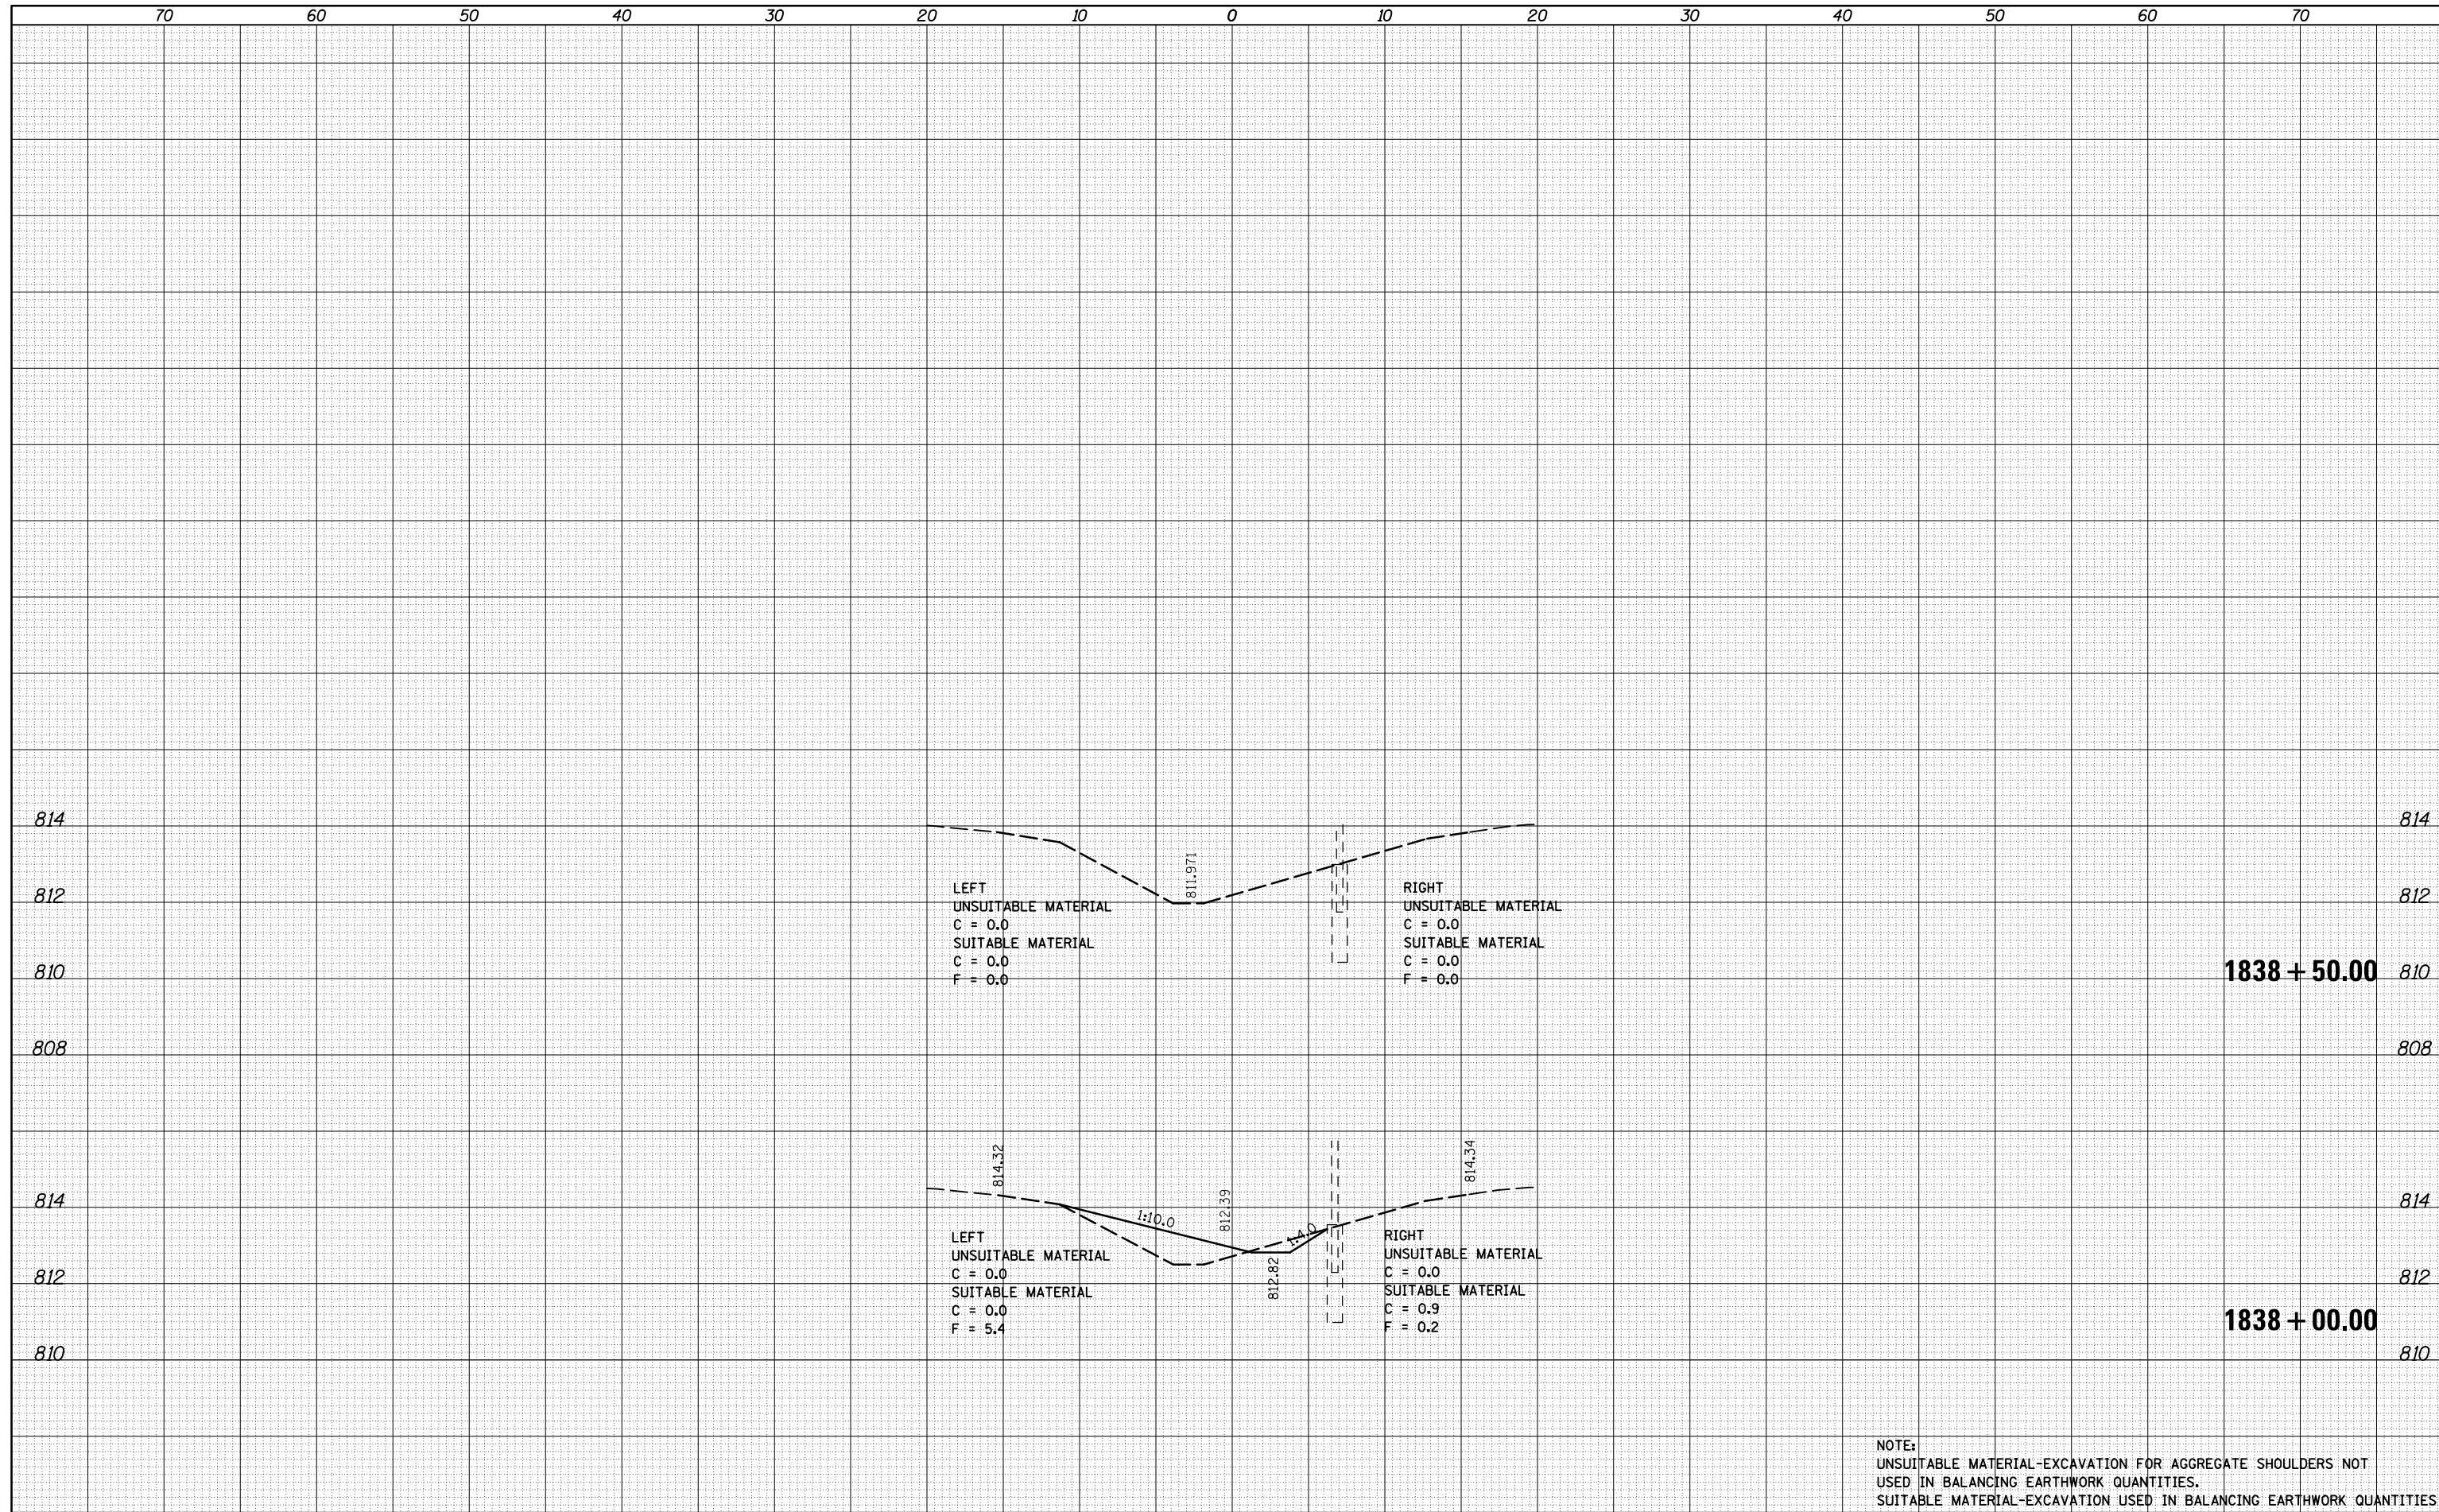 70 60 50 40 30 20 10 0 10 20 30 40 50 60 70
814 814
811.971
812 812
LEFT
UNSUITABLE MATERIAL
C = 0.0
SUITABLE MATERIAL
C = 0.0
F = 0.0
RIGHT
UNSUITABLE MATERIAL
C = 0.0
SUITABLE MATERIAL
C = 0.0
F = 0.0
810 1838+50.00 810
808 808
814.32
812.39
814.34
814 814
1:10.0
1:4.0
812.82
LEFT
UNSUITABLE MATERIAL
C = 0.0
SUITABLE MATERIAL
C = 0.0
F = 5.4
RIGHT
UNSUITABLE MATERIAL
C = 0.0
SUITABLE MATERIAL
C = 0.9
F = 0.2
812 812
1838+00.00
810 810
NOTE:
UNSUITABLE MATERIAL-EXCAVATION FOR AGGREGATE SHOULDERS NOT
USED IN BALANCING EARTHWORK QUANTITIES.
SUITABLE MATERIAL-EXCAVATION USED IN BALANCING EARTHWORK QUANTITIES